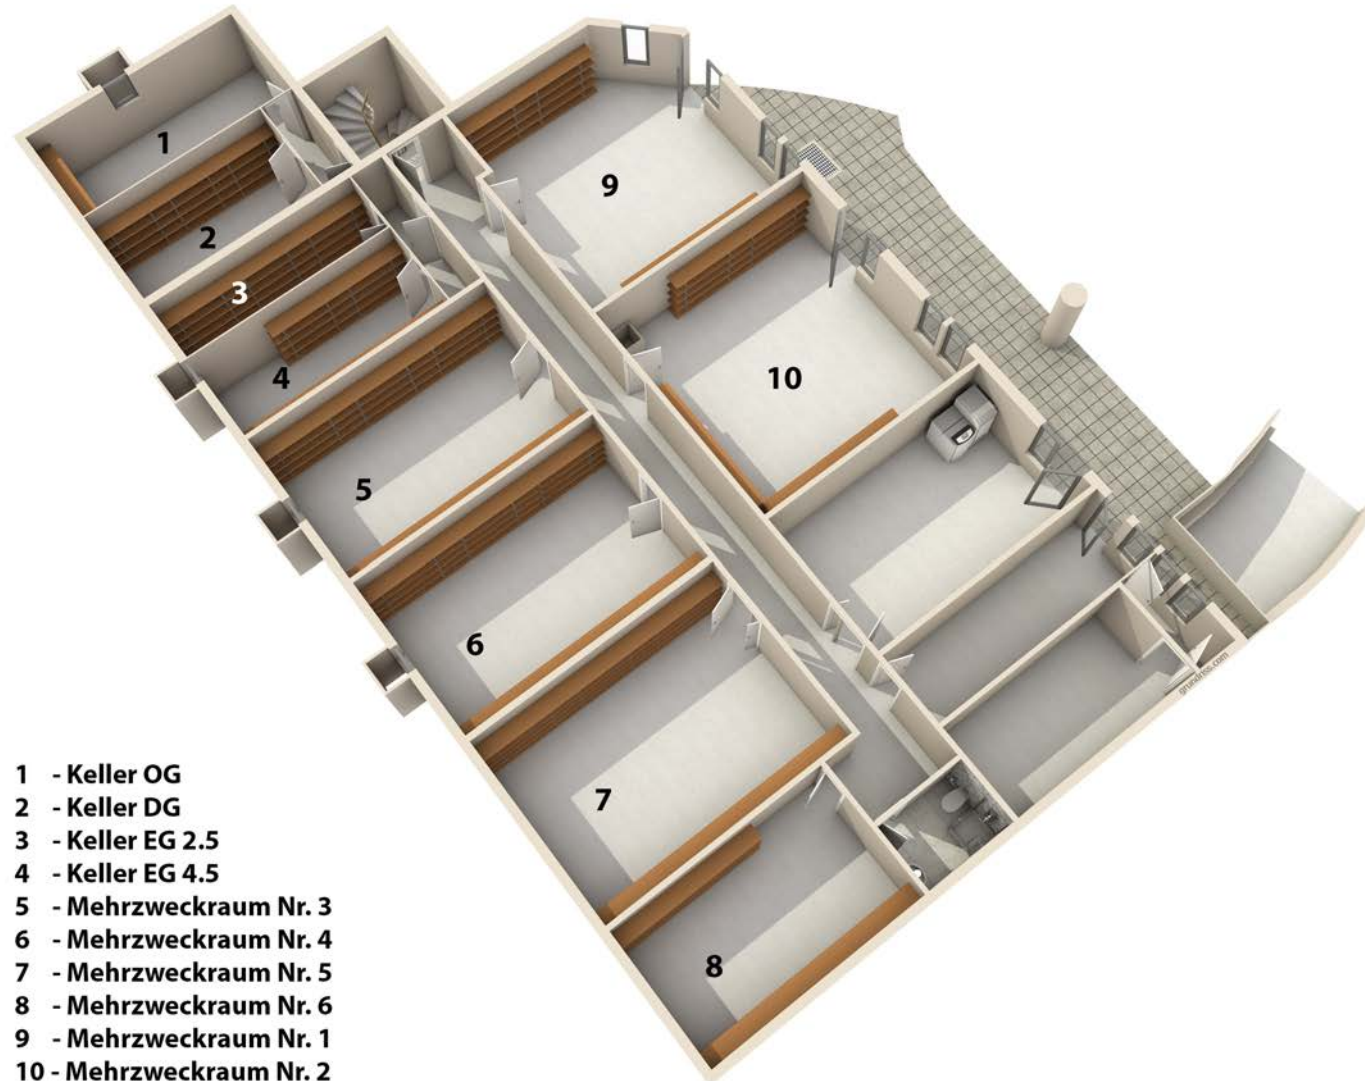 1
2
3
4
5
6
7
8
9
10
grundriss.com
1 - Keller OG
2 - Keller DG
3 - Keller EG 2.5
4 - Keller EG 4.5
5 - Mehrzweckraum Nr. 3
6 - Mehrzweckraum Nr. 4
7 - Mehrzweckraum Nr. 5
8 - Mehrzweckraum Nr. 6
9 - Mehrzweckraum Nr. 1
10 - Mehrzweckraum Nr. 2